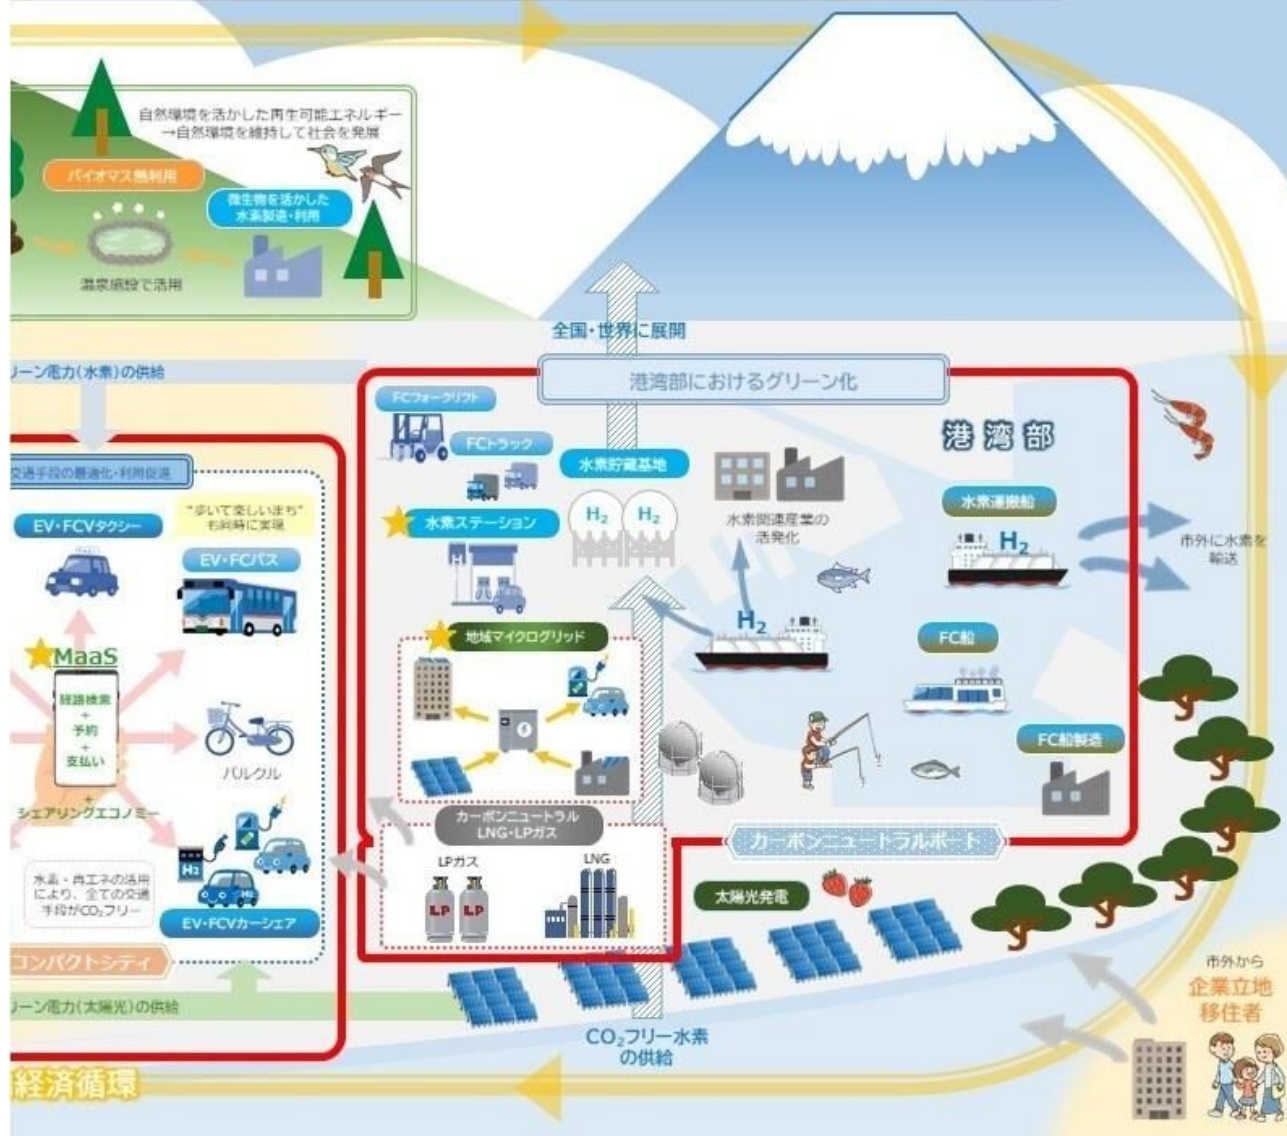 自然環境を活かした再生可能エネルギー
→自然環境を維持して社会を発展
バイオマス熱利用
微生物を活かした
水素製造・利用
温泉施設で活用
全国・世界に展開
リーン電力(水素)の供給
港湾部におけるグリーン化
FCフォークリフト
FCトラック
港湾部
水素貯蔵基地
H2
H2
水素ステーション
H
水素関連産業の
活発化
水素運搬船
H2
市外に水素を
輸送
交通手段の最適化・利用促進
"歩いて楽しいまち"
も同時に実現
EV・FCVタクシー
EV・FCバス
地域マイクログリッド
H2
FC船
MaaS
経路検索
+
予約
+
支払い
+
シェアリングエコノミー
パルクル
FC船製造
カーボンニュートラル
LNG・LPガス
カーボンニュートラルポート
LPガス
LNG
LP
LP
H2
H2
水素・再エネの活用
により、全ての交通
手段がCO2フリー
EV・FCVカーシェア
太陽光発電
コンパクトシティ
リーン電力(太陽光)の供給
CO2フリー水素
の供給
市外から
企業立地
移住者
経済循環